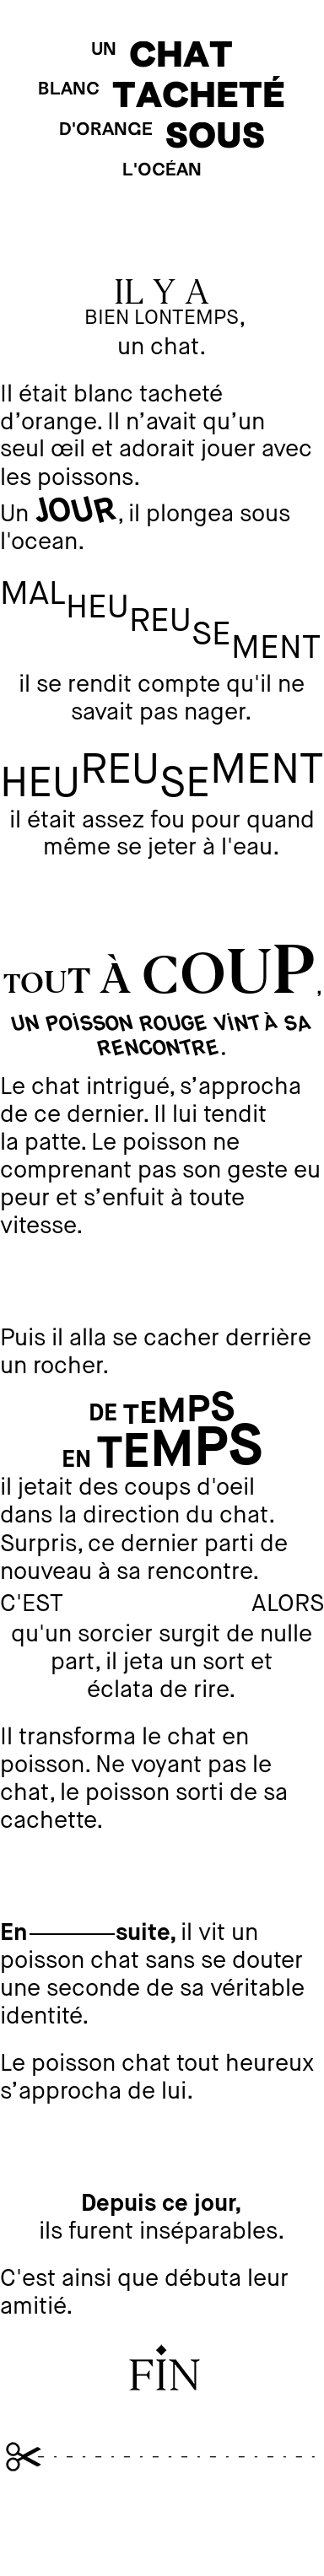 UN CHAT
BLANC TACHETÉ
D'ORANGE SOUS
L'OCÉAN
IL Y A
BIEN LONTEMPS,
un chat.
Il était blanc tacheté
d’orange. Il n’avait qu’un
seul œil et adorait jouer avec
les poissons.
Un JOUR, il plongea sous
l'ocean.
MALHEUREUSEMENT
il se rendit compte qu'il ne
savait pas nager.
HEUREUSEMENT
il était assez fou pour quand
même se jeter à l'eau.
TOUT À COUP,
UN POISSON ROUGE VINT À SA
RENCONTRE.
Le chat intrigué, s’approcha
de ce dernier. Il lui tendit
la patte. Le poisson ne
comprenant pas son geste eu
peur et s’enfuit à toute
vitesse.
Puis il alla se cacher derrière
un rocher.
DE TEMPS
EN TEMPS
il jetait des coups d'oeil
dans la direction du chat.
Surpris, ce dernier parti de
nouveau à sa rencontre.
C'EST ALORS
qu'un sorcier surgit de nulle
part, il jeta un sort et
éclata de rire.
Il transforma le chat en
poisson. Ne voyant pas le
chat, le poisson sorti de sa
cachette.
En———suite, il vit un
poisson chat sans se douter
une seconde de sa véritable
identité.
Le poisson chat tout heureux
s’approcha de lui.
Depuis ce jour,
ils furent inséparables.
C'est ainsi que débuta leur
amitié.
FIN